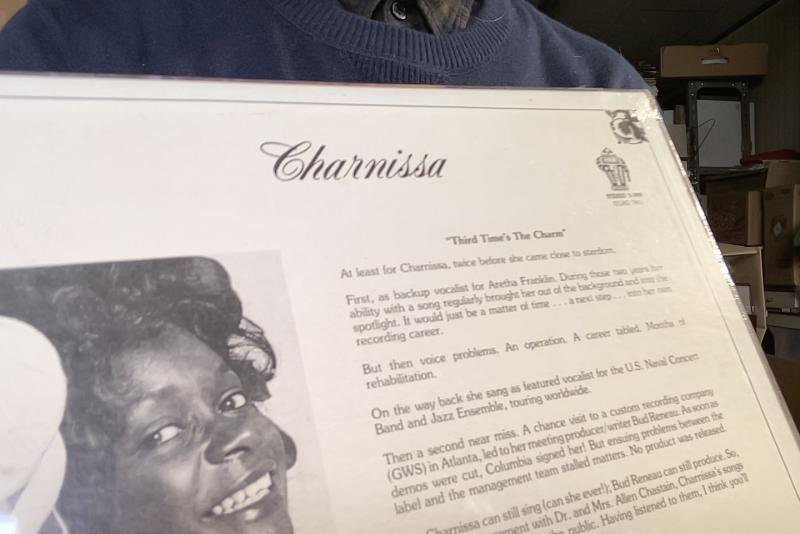 Charnissa
"Third Time's The Charm"
At least for Charnissa, twice before she came close to stardom.
First, as backup vocalist for Aretha Franklin. During those two years her
ability with a song regularly brought her out of the background and into the
spotlight. It would just be a matter of time . . . a next step . . . into her own
recording career.
But then voice problems. An operation. A career tabled. Months of
rehabilitation.
On the way back she sang as featured vocalist for the U.S. Naval Concert
Band and Jazz Ensemble, touring worldwide.
Then a second near miss. A chance visit to a custom recording company
(GWS) in Atlanta, led to her meeting producer/writer Bud Reneau. As soon as
demos were cut, Columbia signed her! But ensuing problems between the
label and the management team stalled matters. No product was released.
Charnissa can still sing (can she ever!); Bud Reneau can still produce. So,
with Dr. and Mrs. Allen Chastain, Charnissa's songs
public. Having listened to them, I think you'll